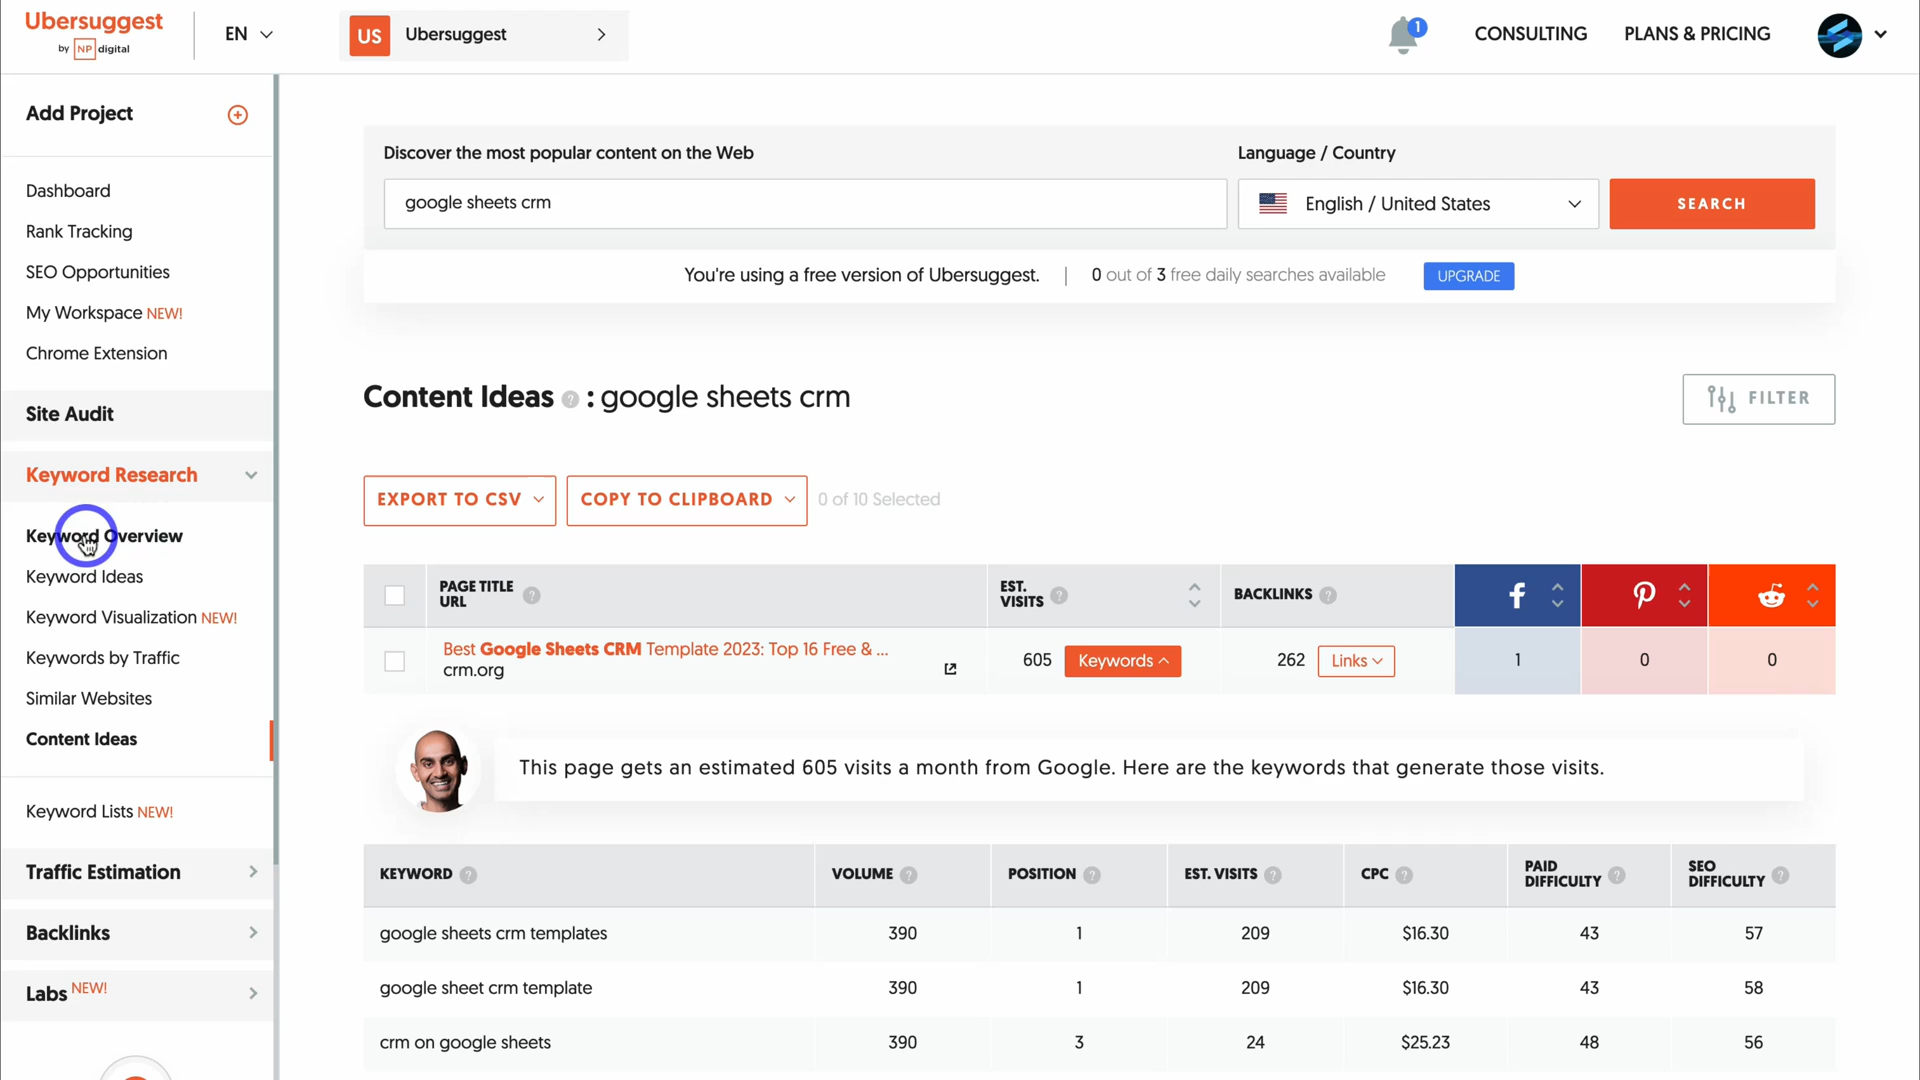 Ubersuggest
by NP digital
EN
US Ubersuggest
1
CONSULTING
PLANS & PRICING
Add Project
Dashboard
Rank Tracking
SEO Opportunities
My Workspace NEW!
Chrome Extension
Site Audit
Keyword Research
Keyword Overview
Keyword Ideas
Keyword Visualization NEW!
Keywords by Traffic
Similar Websites
Content Ideas
Keyword Lists NEW!
Traffic Estimation
Backlinks
Labs NEW!
Discover the most popular content on the Web
Language / Country
google sheets crm
English / United States
SEARCH
You're using a free version of Ubersuggest. | 0 out of 3 free daily searches available UPGRADE
Content Ideas ? : google sheets crm
FILTER
EXPORT TO CSV
COPY TO CLIPBOARD
0 of 10 Selected
PAGE TITLE
URL ?
EST.
VISITS ?
BACKLINKS ?
Best Google Sheets CRM Template 2023: Top 16 Free & ...
crm.org
605 Keywords
262 Links
1 0 0
This page gets an estimated 605 visits a month from Google. Here are the keywords that generate those visits.
KEYWORD ? VOLUME ? POSITION ? EST. VISITS ? CPC ?
PAID
DIFFICULTY ?
SEO
DIFFICULTY ?
google sheets crm templates 390 1 209 $16.30 43 57
google sheet crm template 390 1 209 $16.30 43 58
crm on google sheets 390 3 24 $25.23 48 56